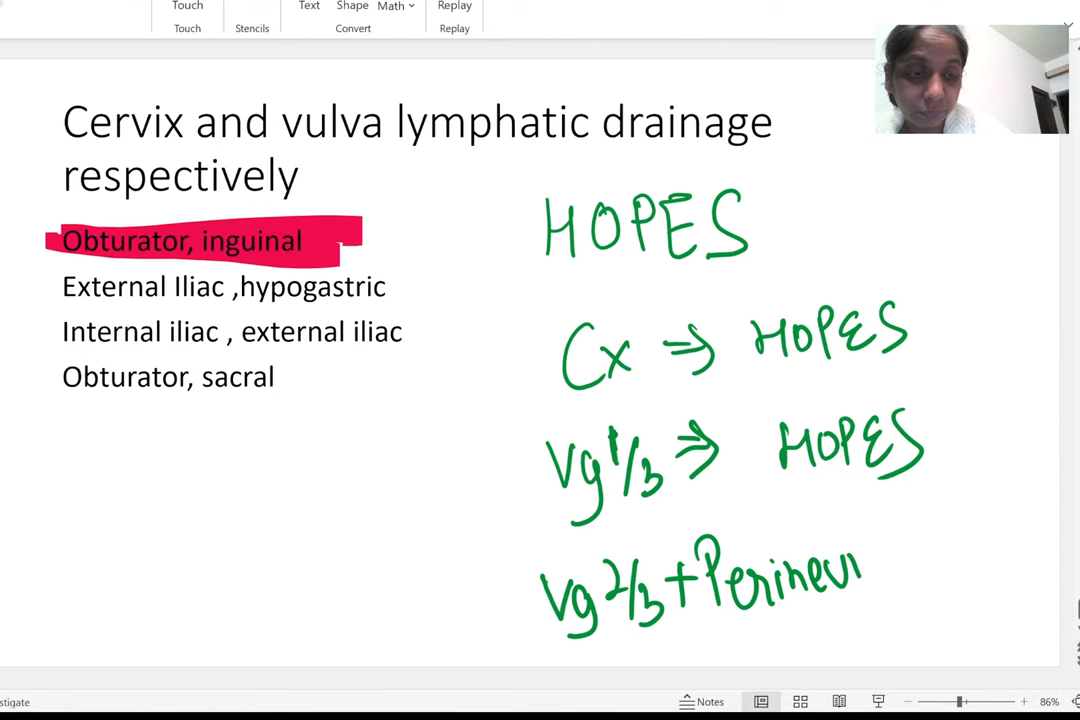 Touch Text Shape Math Replay
Touch Stencils Convert Replay
Cervix and vulva lymphatic drainage
respectively
Obturator, inguinal
External Iliac ,hypogastric
Internal iliac , external iliac
Obturator, sacral
HOPES
Cx ⇒ HOPES
Vg 1/3 ⇒ HOPES
Vg 2/3 + Perineu
stigate Notes 86%